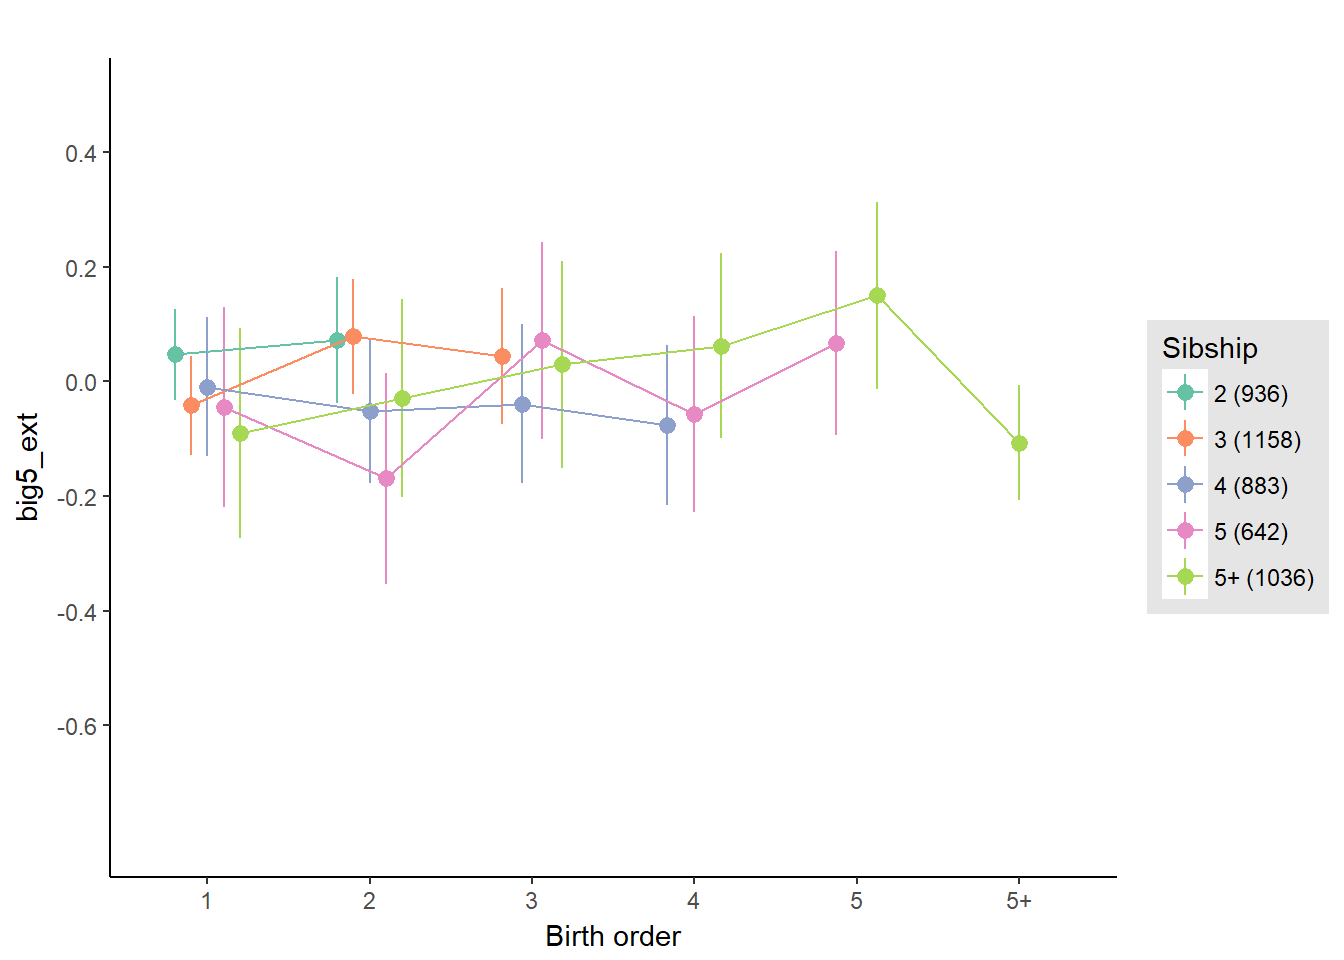 0.4
0.2
0.0
-0.2
-0.4
-0.6
big5_ext
1 2 3 4 5 5+
Birth order
Sibship
2 (936)
3 (1158)
4 (883)
5 (642)
5+ (1036)